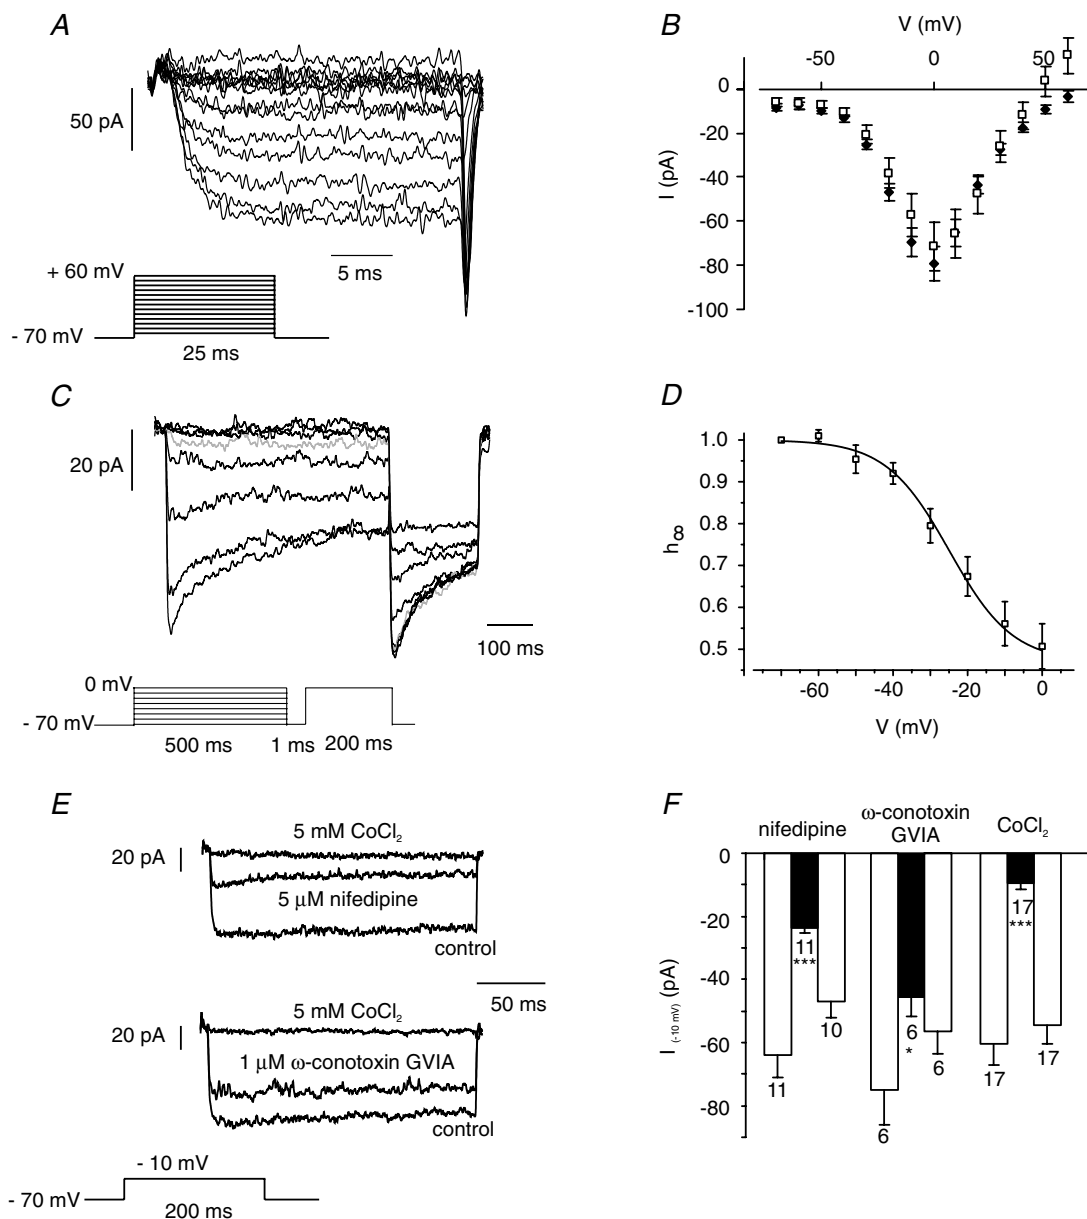 A
50 pA
5 ms
+ 60 mV
- 70 mV
25 ms
B
V (mV)
-50
0
50
0
-20
-40
-60
-80
-100
I (pA)
C
20 pA
100 ms
0 mV
- 70 mV
500 ms
1 ms
200 ms
D
1.0
0.9
0.8
0.7
0.6
0.5
h∞
-60
-40
-20
0
V (mV)
E
5 mM CoCl2
20 pA
5 μM nifedipine
control
50 ms
5 mM CoCl2
20 pA
1 μM ω-conotoxin GVIA
control
- 10 mV
- 70 mV
200 ms
F
nifedipine
ω-conotoxin
GVIA
CoCl2
0
-20
-40
-60
-80
I (-10 mV) (pA)
11
11
***
10
6
6
*
6
17
17
***
17